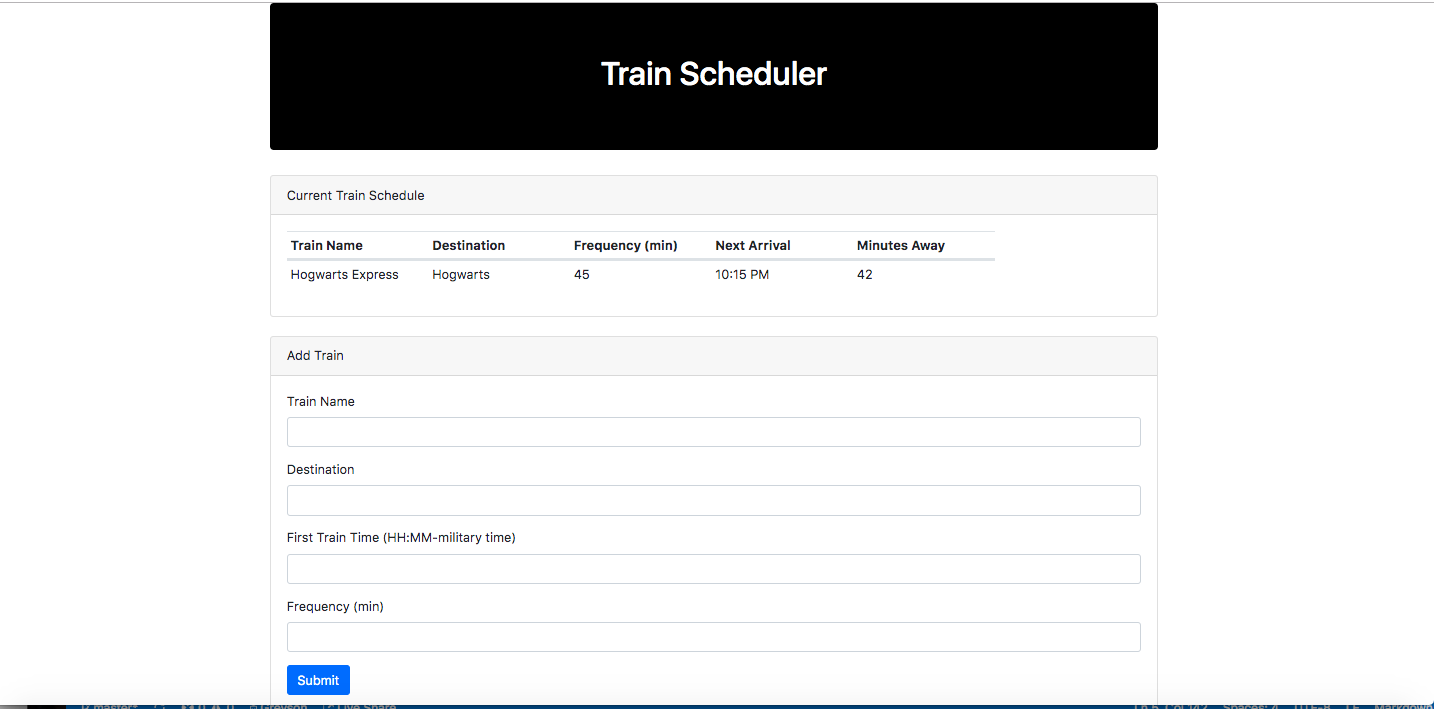 Train Scheduler
Current Train Schedule
Train Name Destination Frequency (min) Next Arrival Minutes Away
Hogwarts Express Hogwarts 45 10:15 PM 42
Add Train
Train Name
Destination
First Train Time (HH:MM-military time)
Frequency (min)
Submit